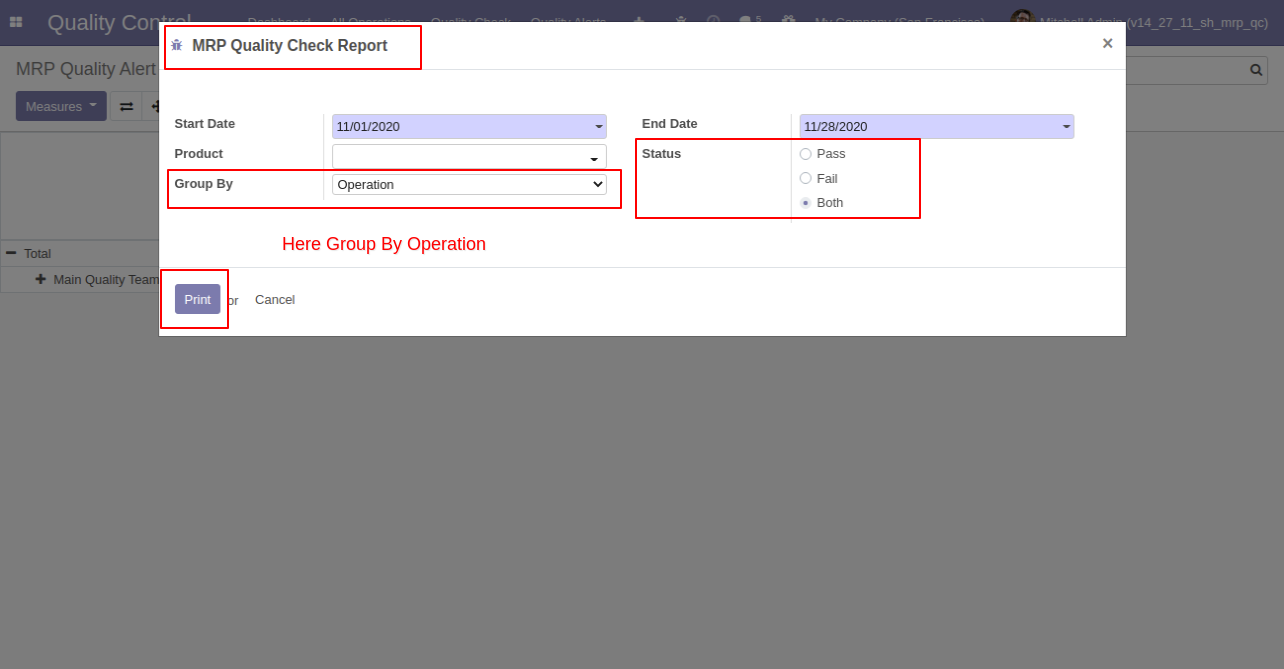 Quality Control
Dashboard All Operations Quality Check Quality Alerts 5 My Company (San Francisco) Mitchell Admin (v14_27_11_sh_mrp_qc)
MRP Quality Check Report ×
MRP Quality Alert
Measures
Start Date 11/01/2020 End Date 11/28/2020
Product Status Pass
Group By Operation Fail
Both
Here Group By Operation
Total
Main Quality Team
Print or Cancel